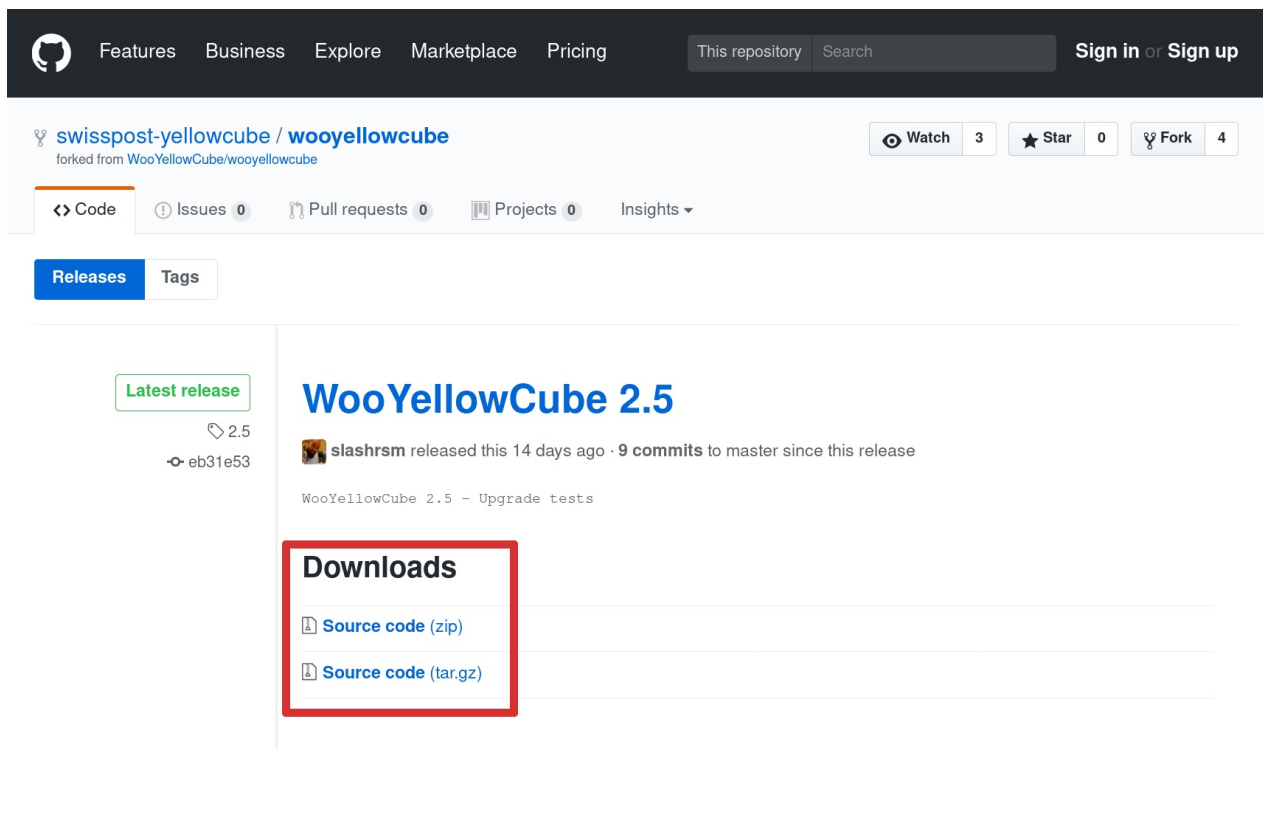 Features Business Explore Marketplace Pricing This repository Search Sign in or Sign up
swisspost-yellowcube / wooyellowcube Watch 3 Star 0 Fork 4
forked from WooYellowCube/wooyellowcube
Code Issues 0 Pull requests 0 Projects 0 Insights
Releases Tags
Latest release
2.5
eb31e53
WooYellowCube 2.5
slashrsm released this 14 days ago · 9 commits to master since this release
WooYellowCube 2.5 - Upgrade tests
Downloads
Source code (zip)
Source code (tar.gz)